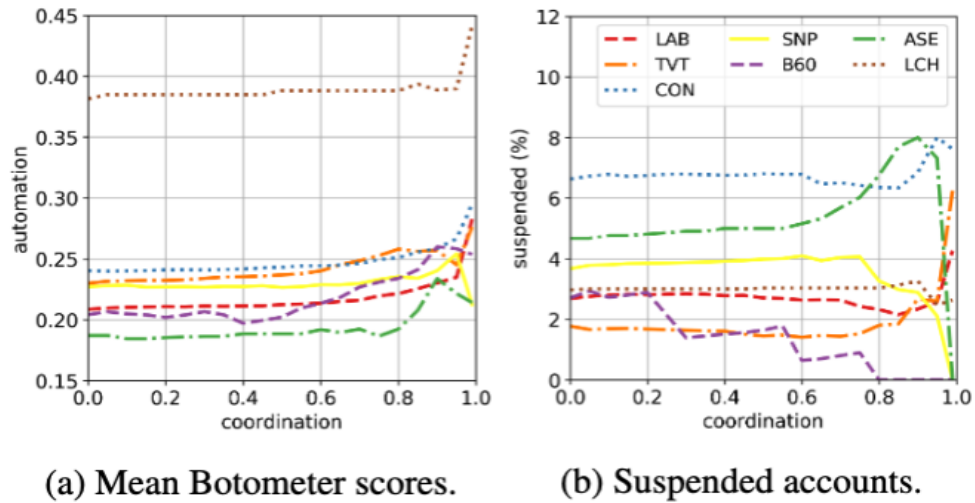 0.45
0.40
0.35
0.30
0.25
0.20
0.15
automation
0.0 0.2 0.4 0.6 0.8 1.0
coordination
(a) Mean Botometer scores.
12
10
8
6
4
2
0
suspended (%)
LAB SNP ASE
TVT B60 LCH
CON
0.0 0.2 0.4 0.6 0.8 1.0
coordination
(b) Suspended accounts.